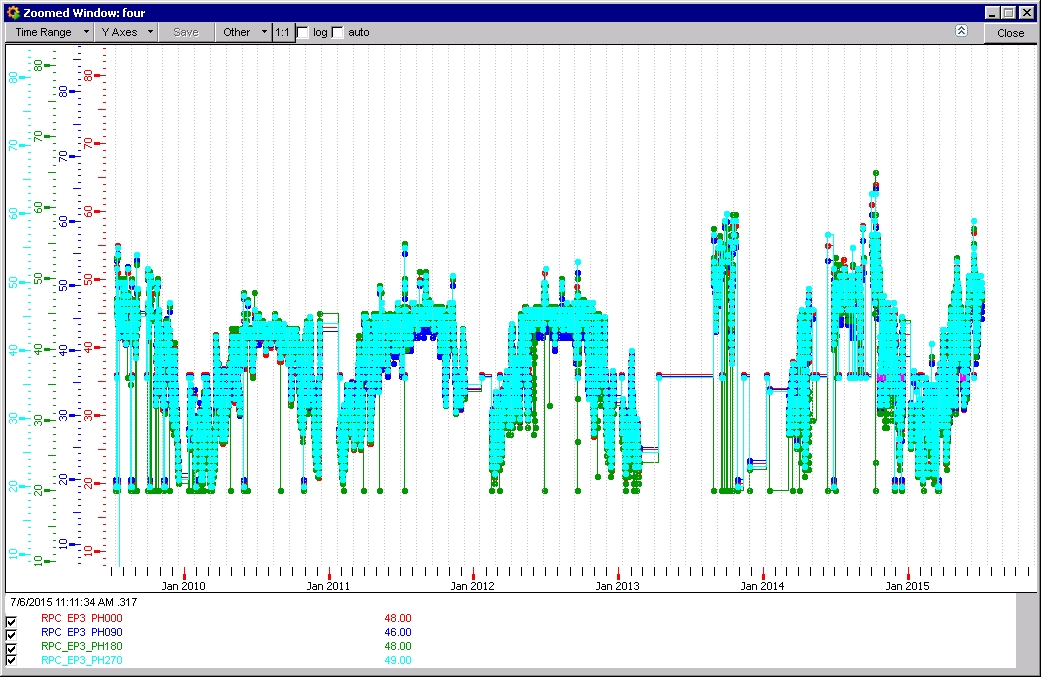 Zoomed Window: four
Time Range Y Axes Save Other 1:1 log auto Close
80 70 60 50 40 30 20 10
80 70 60 50 40 30 20 10
80 70 60 50 40 30 20 10
80 70 60 50 40 30 20 10
Jan 2010 Jan 2011 Jan 2012 Jan 2013 Jan 2014 Jan 2015
7/6/2015 11:11:34 AM .317
RPC_EP3_PH000 48.00
RPC_EP3_PH090 46.00
RPC_EP3_PH180 48.00
RPC_EP3_PH270 49.00